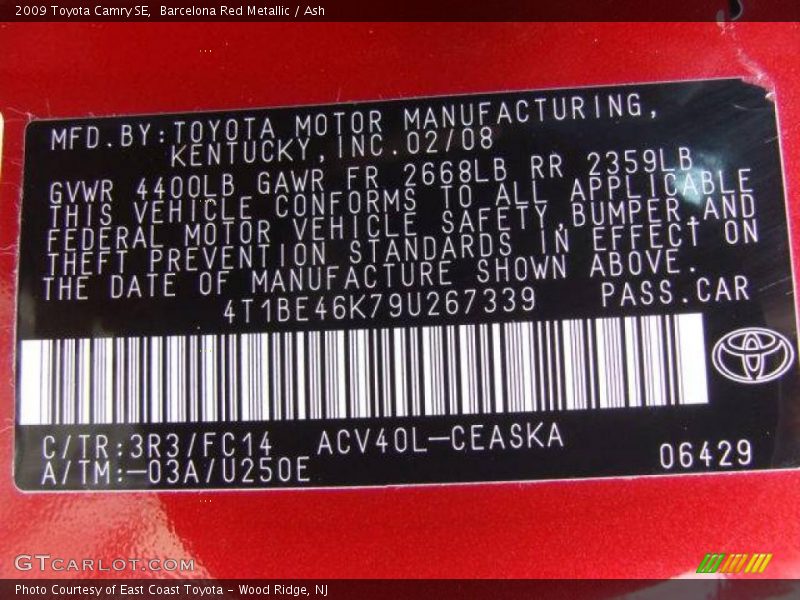 2009 Toyota Camry SE, Barcelona Red Metallic / Ash
MFD.BY:TOYOTA MOTOR MANUFACTURING,
KENTUCKY,INC.02/08
GVWR 4400LB GAWR FR 2668LB RR 2359LB
THIS VEHICLE CONFORMS TO ALL APPLICABLE
FEDERAL MOTOR VEHICLE SAFETY,BUMPER,AND
THEFT PREVENTION STANDARDS IN EFFECT ON
THE DATE OF MANUFACTURE SHOWN ABOVE.
4T1BE46K79U267339 PASS.CAR
C/TR:3R3/FC14 ACV40L-CEASKA
A/TM:-03A/U250E 06429
GTCARLOT.COM
Photo Courtesy of East Coast Toyota - Wood Ridge, NJ